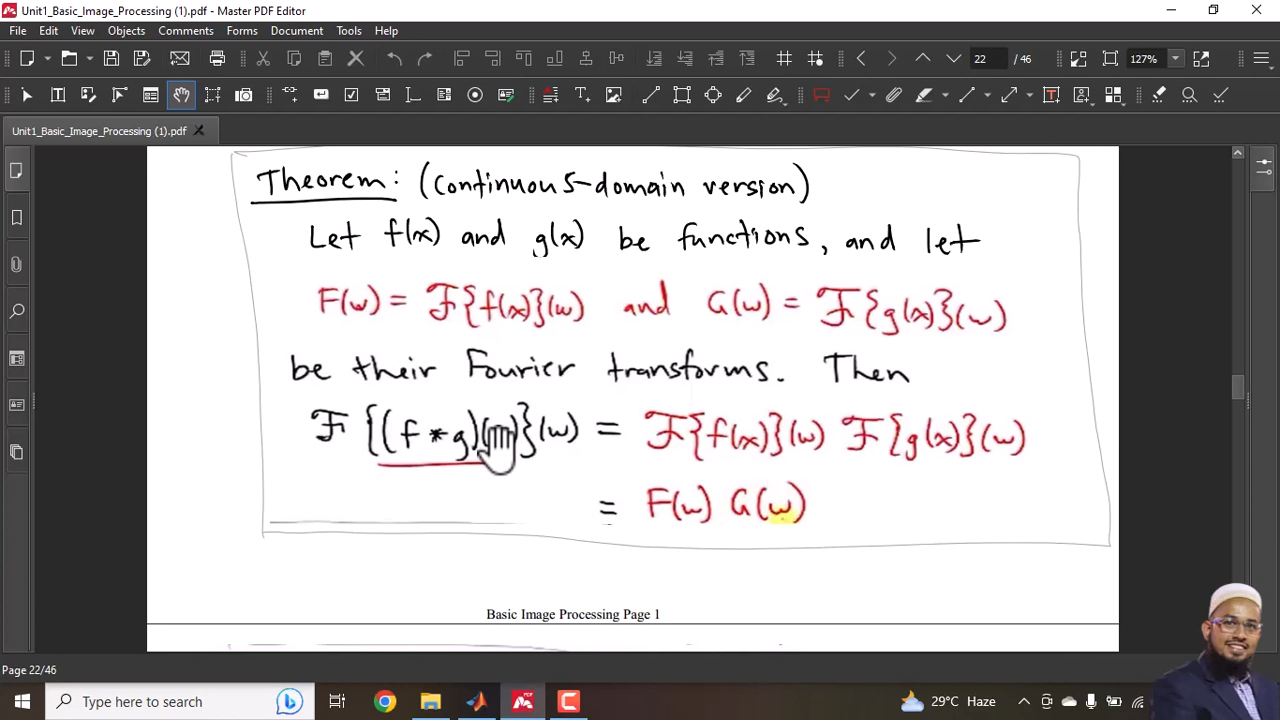 Unit1_Basic_Image_Processing (1).pdf - Master PDF Editor
File Edit View Objects Comments Forms Document Tools Help
22 / 46 127%
Unit1_Basic_Image_Processing (1).pdf
Theorem: (continuous-domain version)
Let f(x) and g(x) be functions, and let
F(w) = ℱ{f(x)}(w) and G(w) = ℱ{g(x)}(w)
be their Fourier transforms. Then
ℱ{(f*g)( )}(w) = ℱ{f(x)}(w) ℱ{g(x)}(w)
= F(w) G(w)
Basic Image Processing Page 1
Page 22/46
Type here to search
29°C Haze